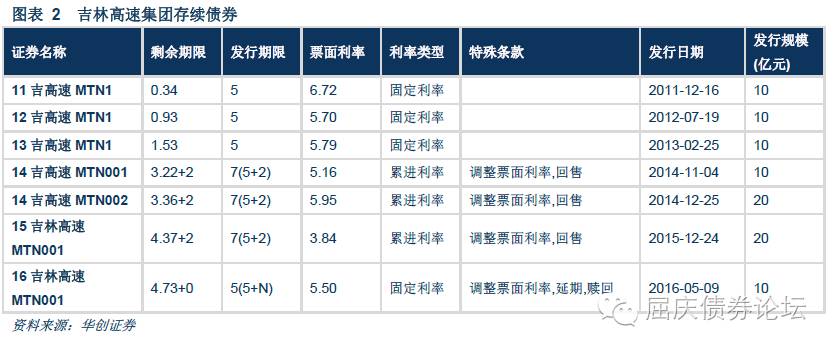 图表 2 吉林高速集团存续债券
证券名称 剩余期限 发行期限 票面利率 利率类型 特殊条款 发行日期 发行规模
(亿元)
11 吉高速 MTN1 0.34 5 6.72 固定利率 2011-12-16 10
12 吉高速 MTN1 0.93 5 5.70 固定利率 2012-07-19 10
13 吉高速 MTN1 1.53 5 5.79 固定利率 2013-02-25 10
14 吉高速 MTN001 3.22+2 7(5+2) 5.16 累进利率 调整票面利率,回售 2014-11-04 10
14 吉高速 MTN002 3.36+2 7(5+2) 5.95 累进利率 调整票面利率,回售 2014-12-25 20
15 吉林高速
MTN001 4.37+2 7(5+2) 3.84 累进利率 调整票面利率,回售 2015-12-24 20
16 吉林高速
MTN001 4.73+0 5(5+N) 5.50 固定利率 调整票面利率,延期,赎回 2016-05-09 10
资料来源：华创证券
屈庆债券论坛